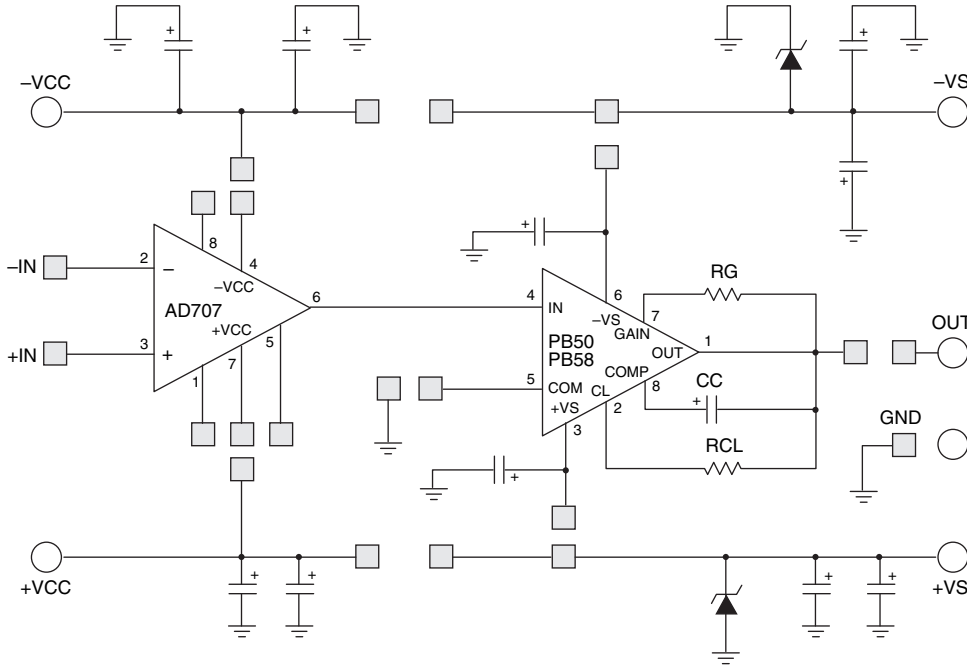 + + +
–VCC –VS
+
8
+
–IN 2 – 4 6 RG
–VCC 4 IN –VS 7
AD707 6 GAIN
+VCC PB50 OUT 1 OUT
+IN 3 + 5 PB58
COMP
5 COM CL 8 CC
1 7 +VS 2 +
3 GND
RCL
+
+VCC +VS
+ + + +